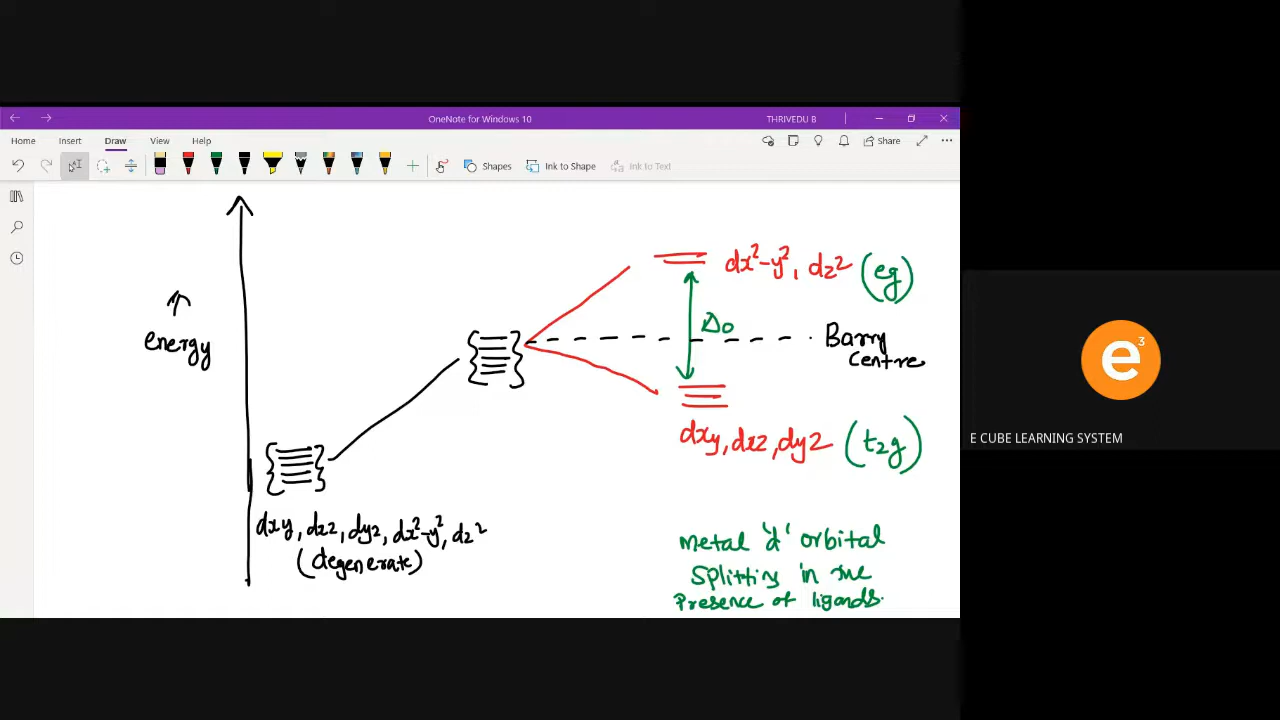 OneNote for Windows 10
THRIVEDU B
Home Insert Draw View Help
Share
Shapes
Ink to Shape
Ink to Text
↑
energy
dx²-y², dz² (eg)
Δo
Barry
Centre
dxy, dxz, dyz (t₂g)
dxy, dxz, dyz, dx²-y², dz²
(degenerate)
Metal 'd' orbital
Splitting in the
Presence of ligands.
e³
E CUBE LEARNING SYSTEM